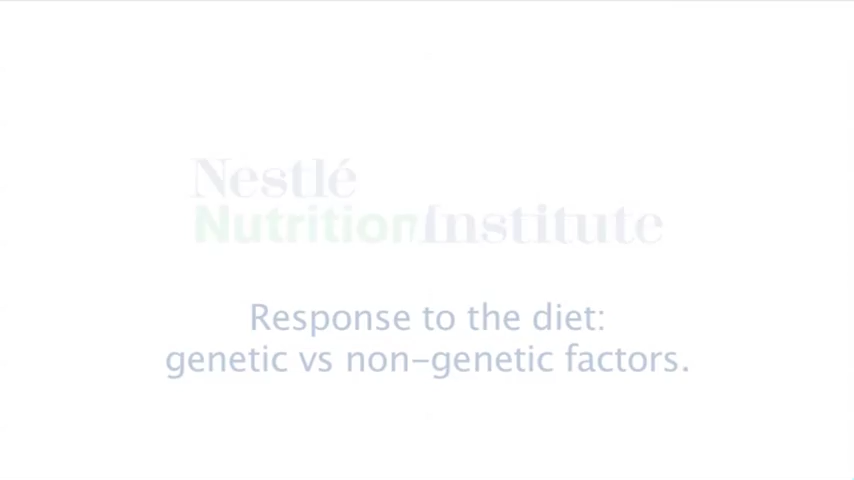 Nestlé
NutritionInstitute
Response to the diet:
genetic vs non-genetic factors.